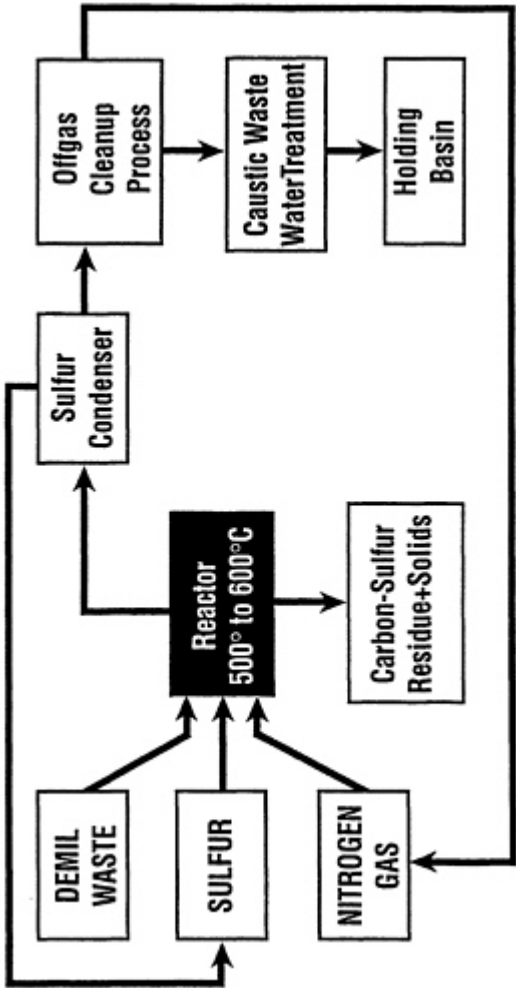 DEMIL
WASTE
SULFUR
NITROGEN
GAS
Reactor
500° to 600°C
Carbon-Sulfur
Residue+Solids
Sulfur
Condenser
Offgas
Cleanup
Process
Caustic Waste
WaterTreatment
Holding
Basin